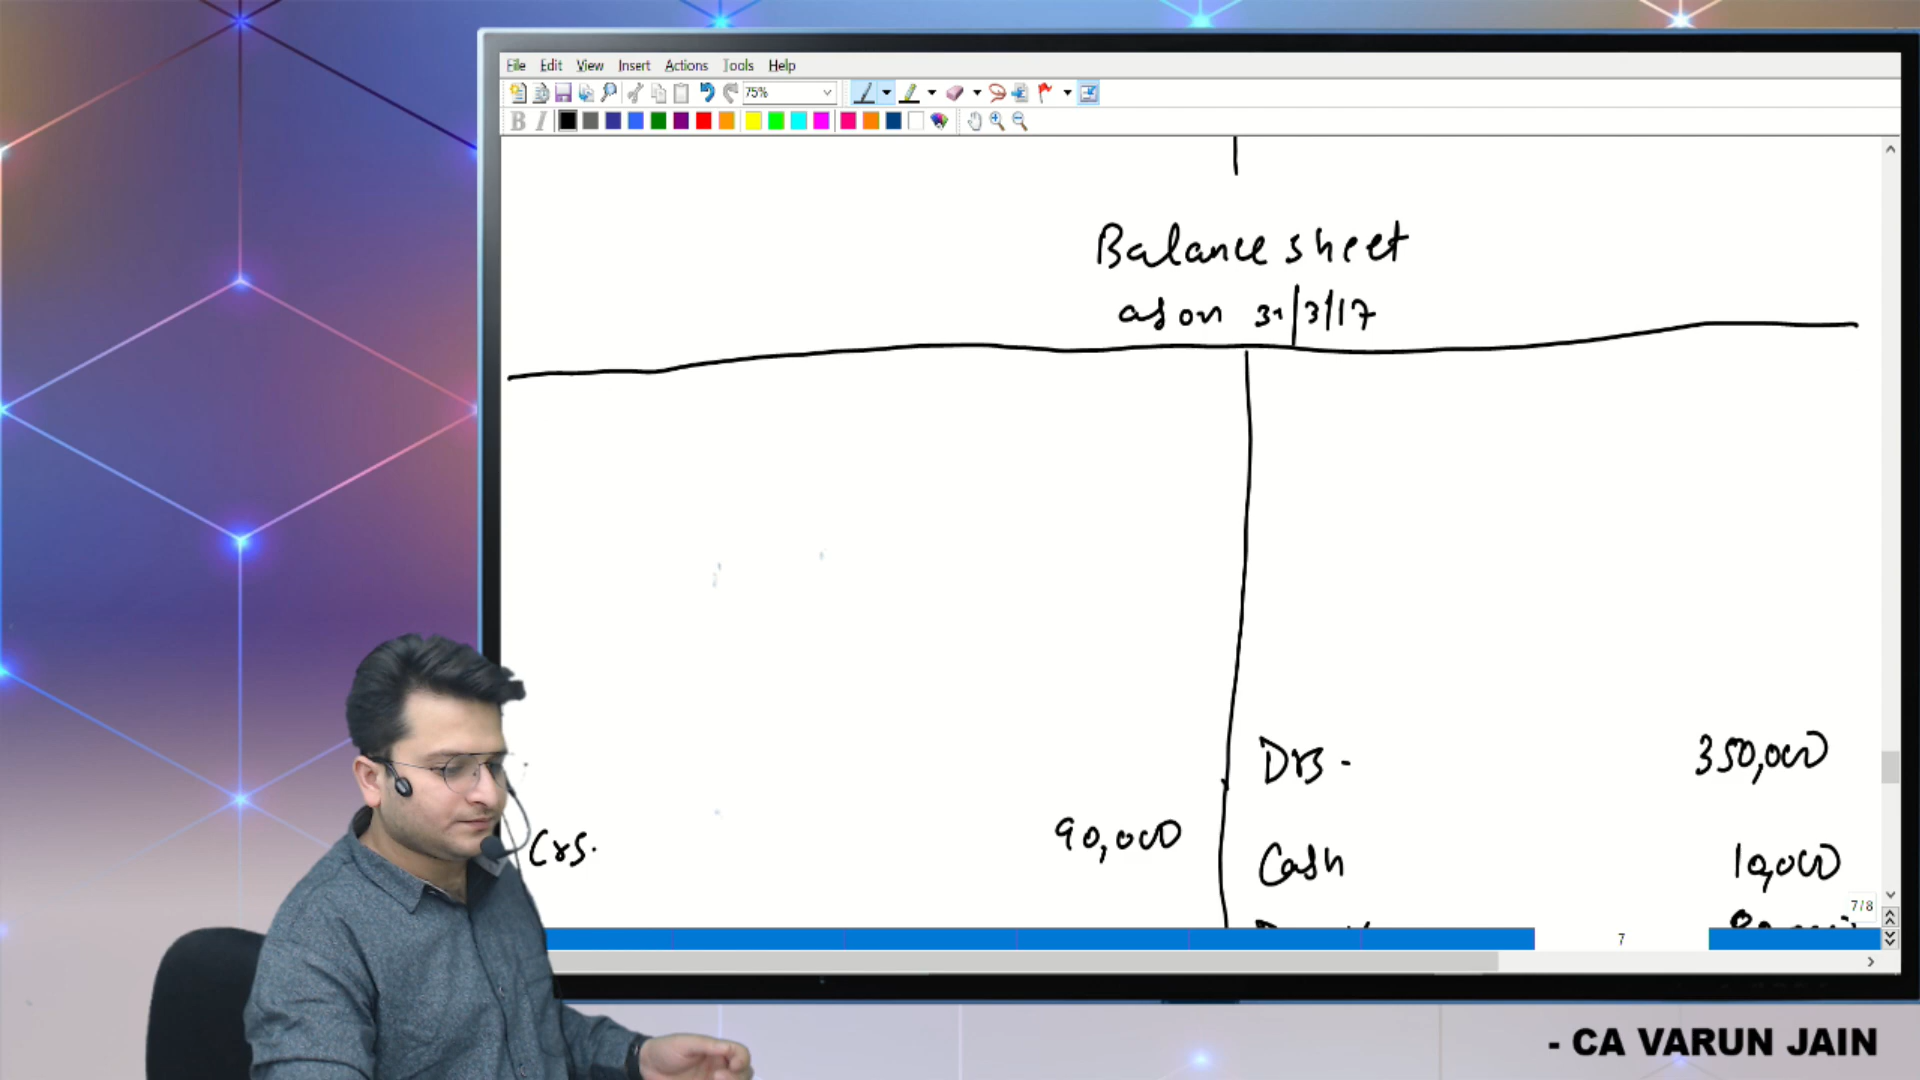 File Edit View Insert Actions Tools Help
75%
B I
Balance sheet
as on 31/3/17
Drs - 350,000
Crs. 90,000
Cash 10,000
7/8
7
- CA VARUN JAIN